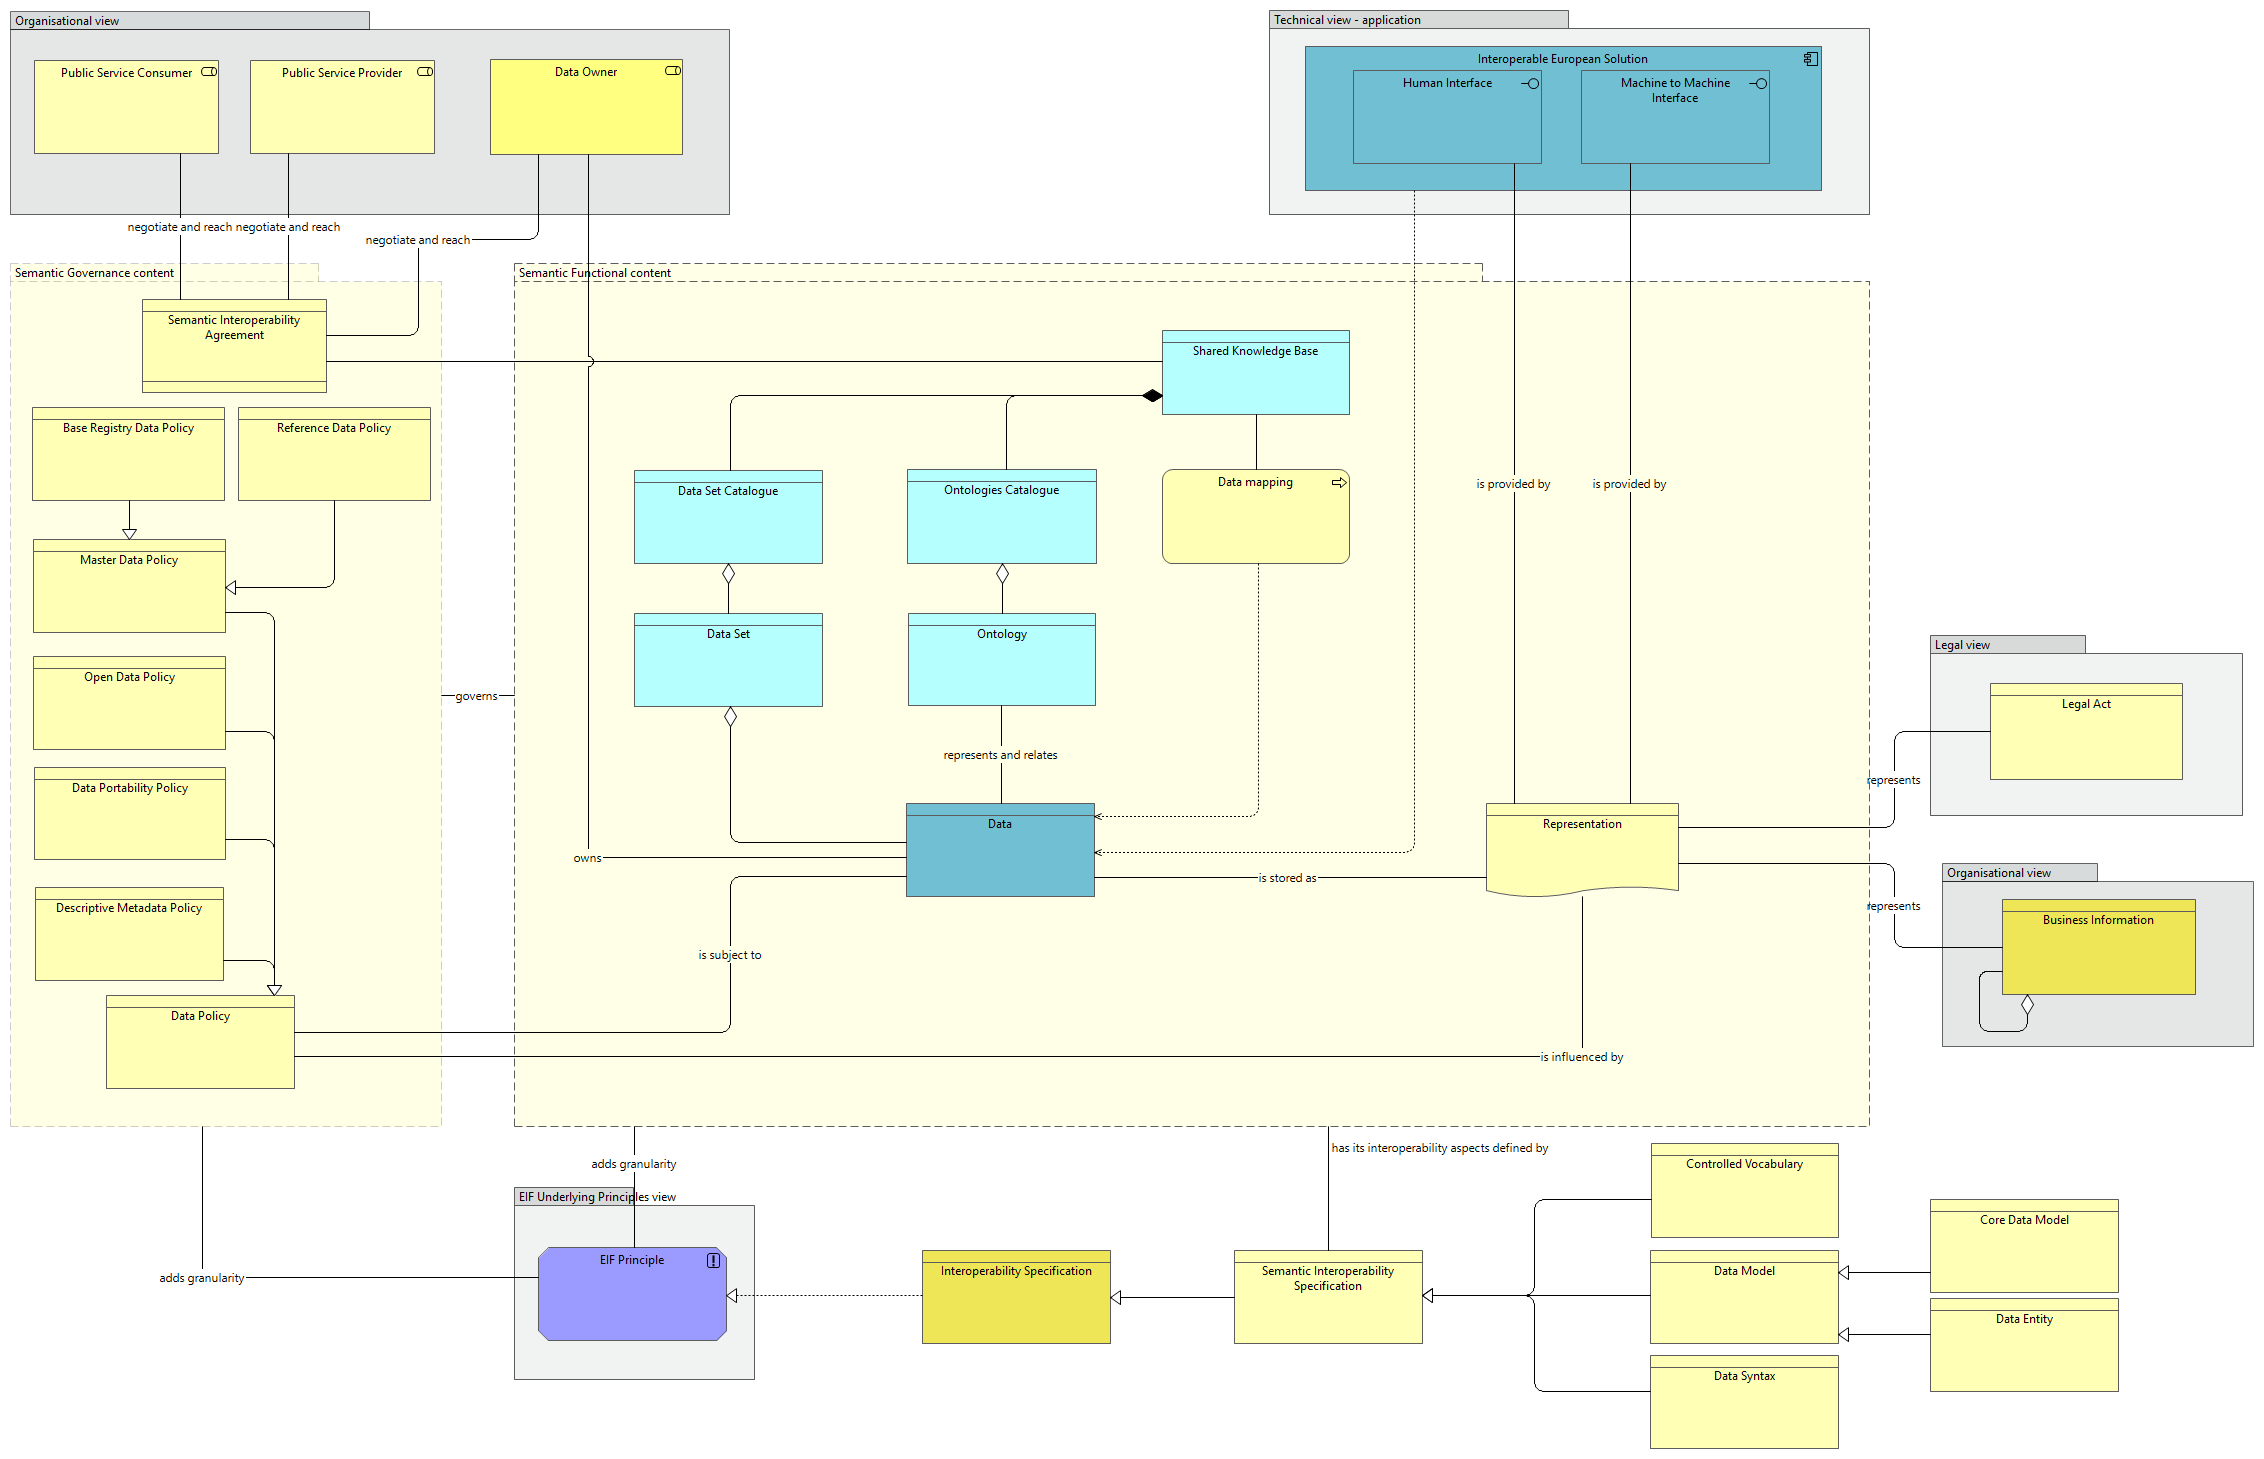 Organisational view
Public Service Consumer
Public Service Provider
Data Owner
Technical view - application
Interoperable European Solution
Human Interface
Machine to Machine
Interface
negotiate and reach
negotiate and reach
negotiate and reach
Semantic Governance content
Semantic Interoperability
Agreement
Base Registry Data Policy
Reference Data Policy
Master Data Policy
Open Data Policy
Data Portability Policy
Descriptive Metadata Policy
Data Policy
governs
Semantic Functional content
Shared Knowledge Base
Data Set Catalogue
Ontologies Catalogue
Data mapping
is provided by
is provided by
Data Set
Ontology
represents and relates
Data
Representation
owns
is stored as
is subject to
is influenced by
Legal view
Legal Act
represents
Organisational view
represents
Business Information
adds granularity
has its interoperability aspects defined by
EIF Underlying Principles view
EIF Principle
adds granularity
Interoperability Specification
Semantic Interoperability
Specification
Controlled Vocabulary
Data Model
Data Syntax
Core Data Model
Data Entity